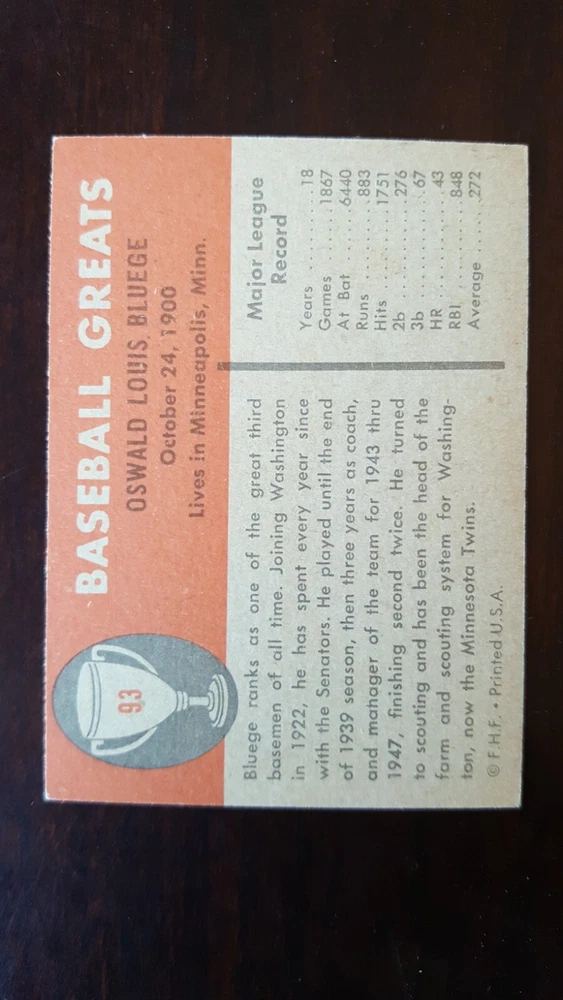 93
BASEBALL GREATS
OSWALD LOUIS BLUEGE
October 24, 1900
Lives in Minneapolis, Minn.
Bluege ranks as one of the great third
basemen of all time. Joining Washington
in 1922, he has spent every year since
with the Senators. He played until the end
of 1939 season, then three years as coach,
and mahager of the team for 1943 thru
1947, finishing second twice. He turned
to scouting and has been the head of the
farm and scouting system for Washing-
ton, now the Minnesota Twins.
© F.H.F. • Printed U.S.A.
Major League
Record
Years ........ 18
Games ...... 1867
At Bat ...... 6440
Runs ........ 883
Hits ........ 1751
2b .......... 276
3b .......... 67
HR .......... 43
RBI ......... 848
Average ..... .272